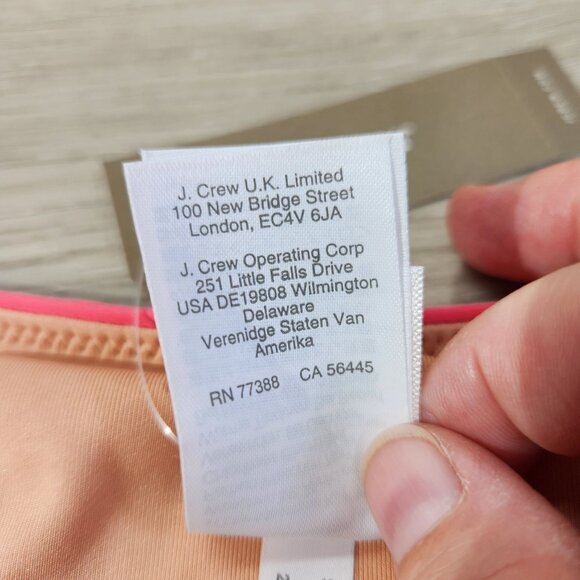 J. Crew U.K. Limited
100 New Bridge Street
London, EC4V 6JA
J. Crew Operating Corp
251 Little Falls Drive
USA DE19808 Wilmington
Delaware
Verenidge Staten Van
Amerika
RN 77388 CA 56445